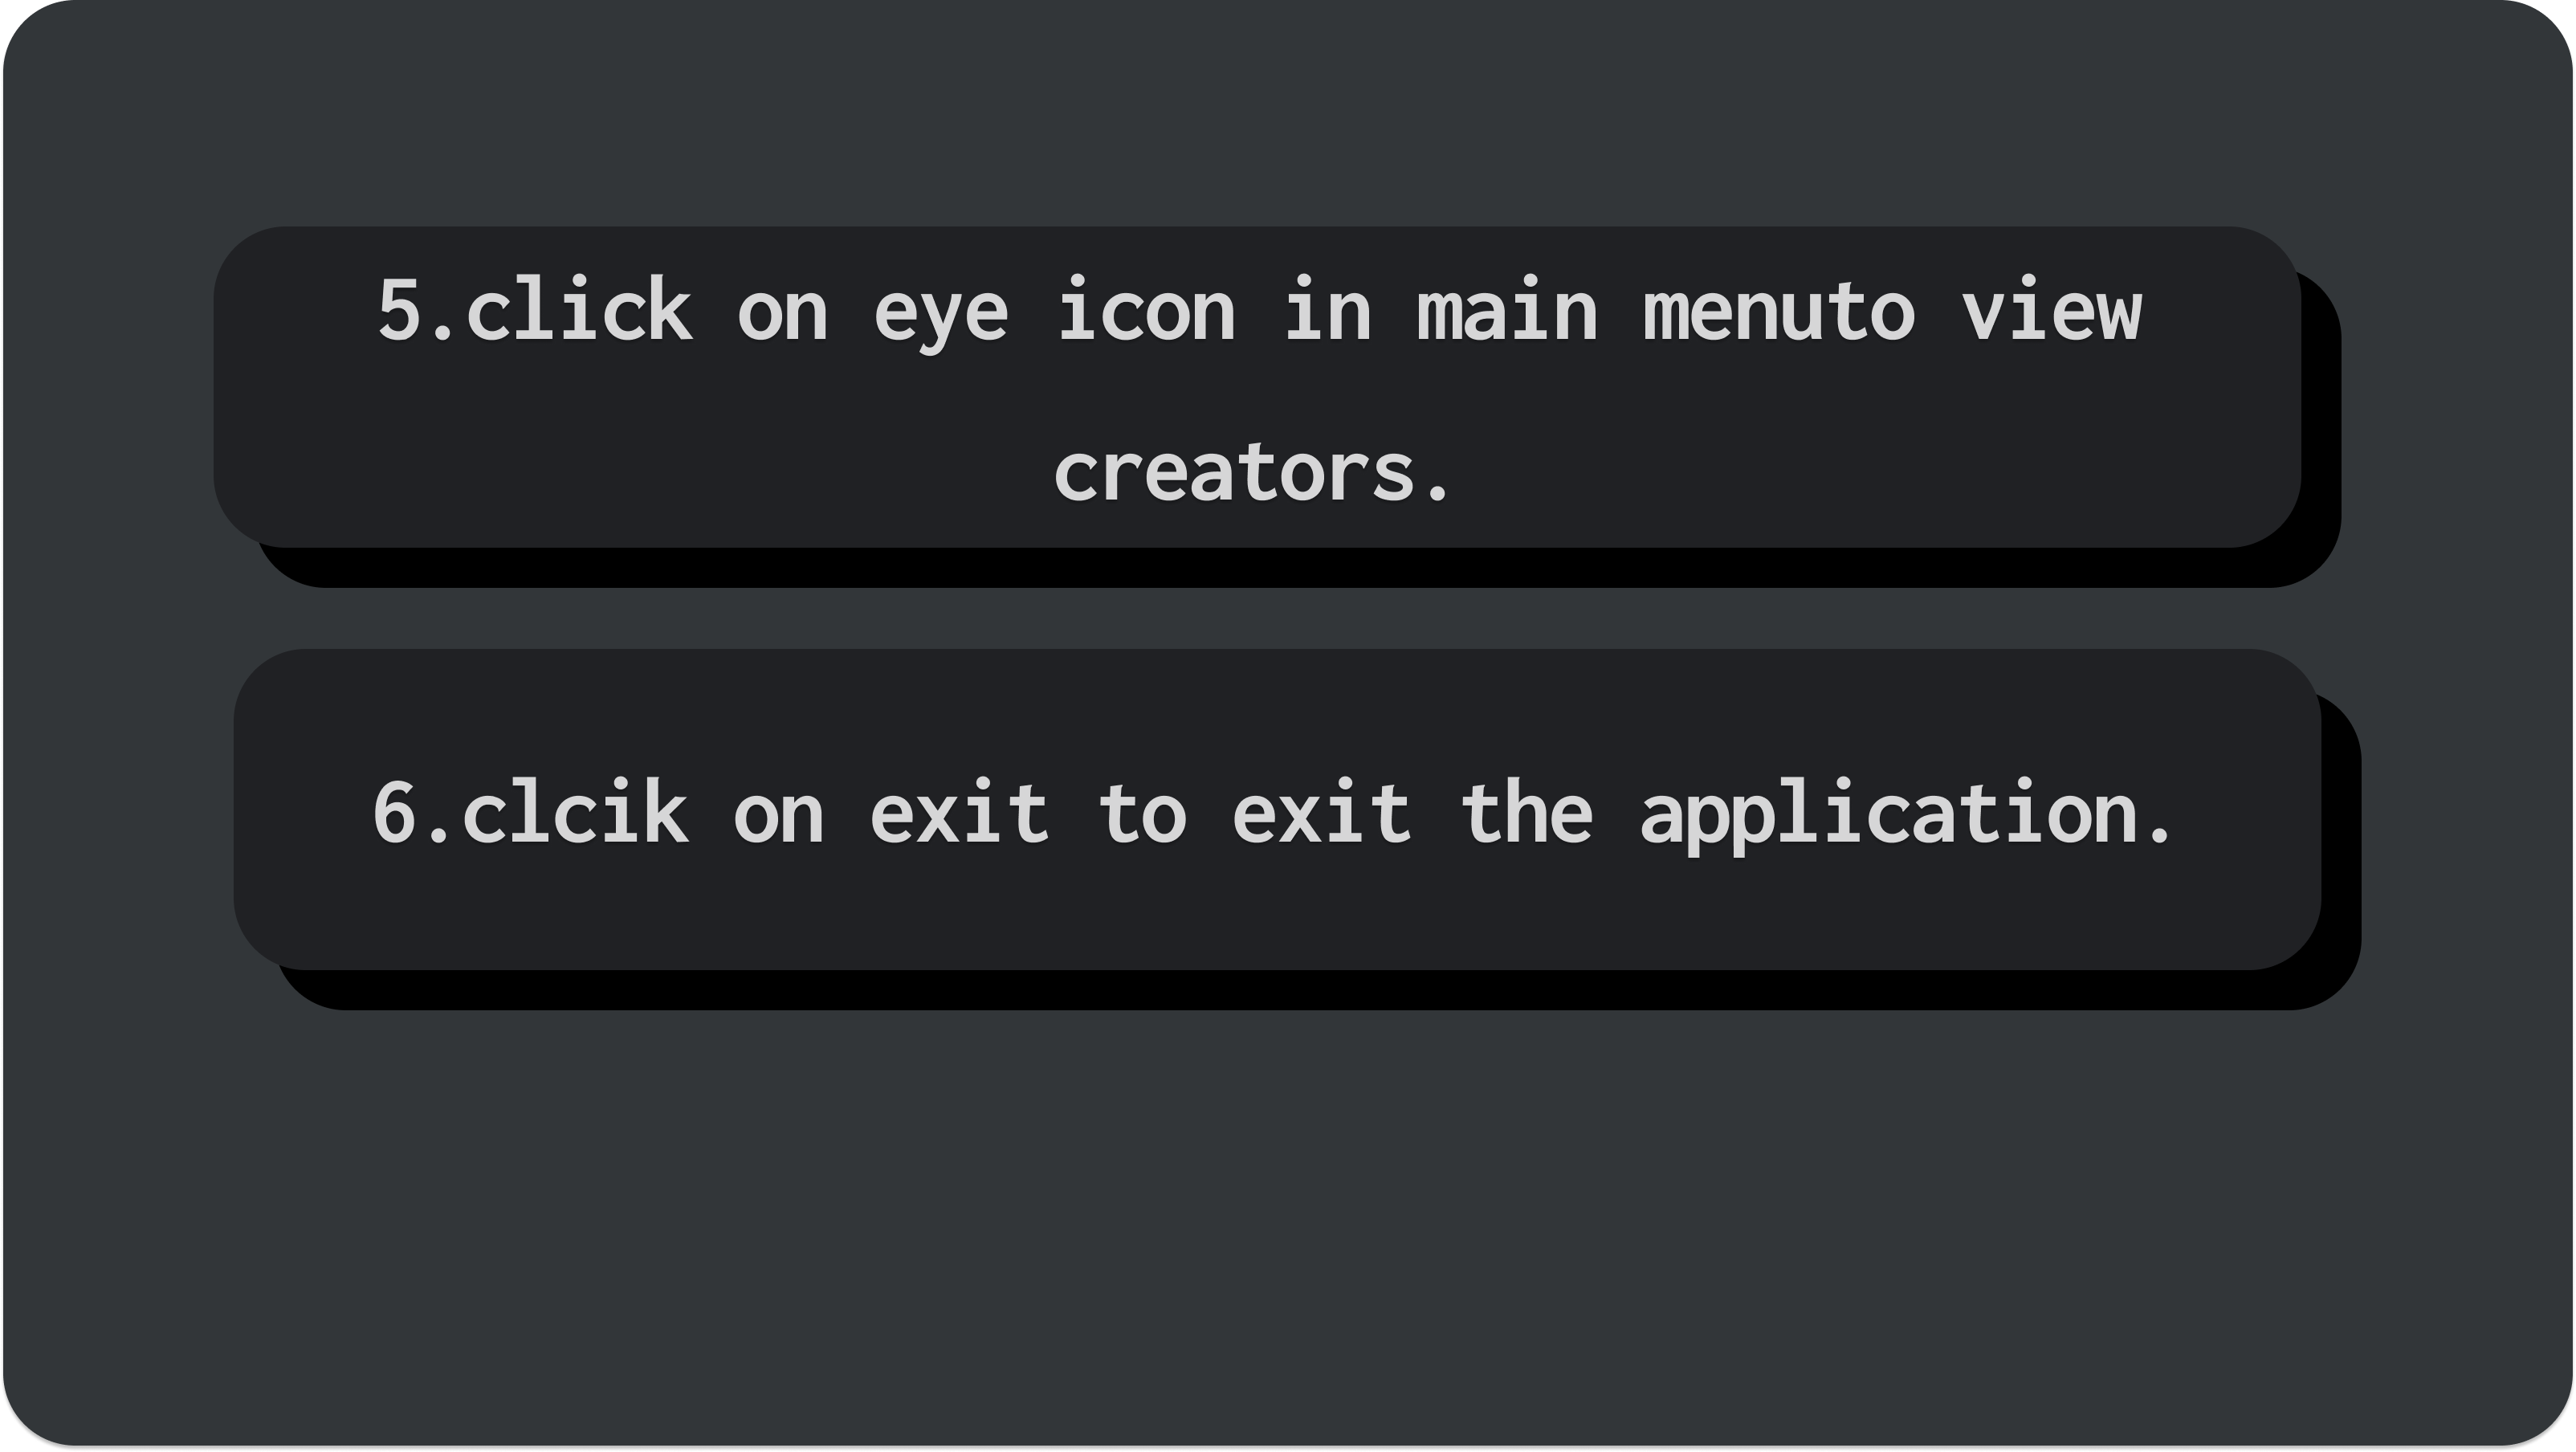 5.click on eye icon in main menuto view
creators.
6.clcik on exit to exit the application.